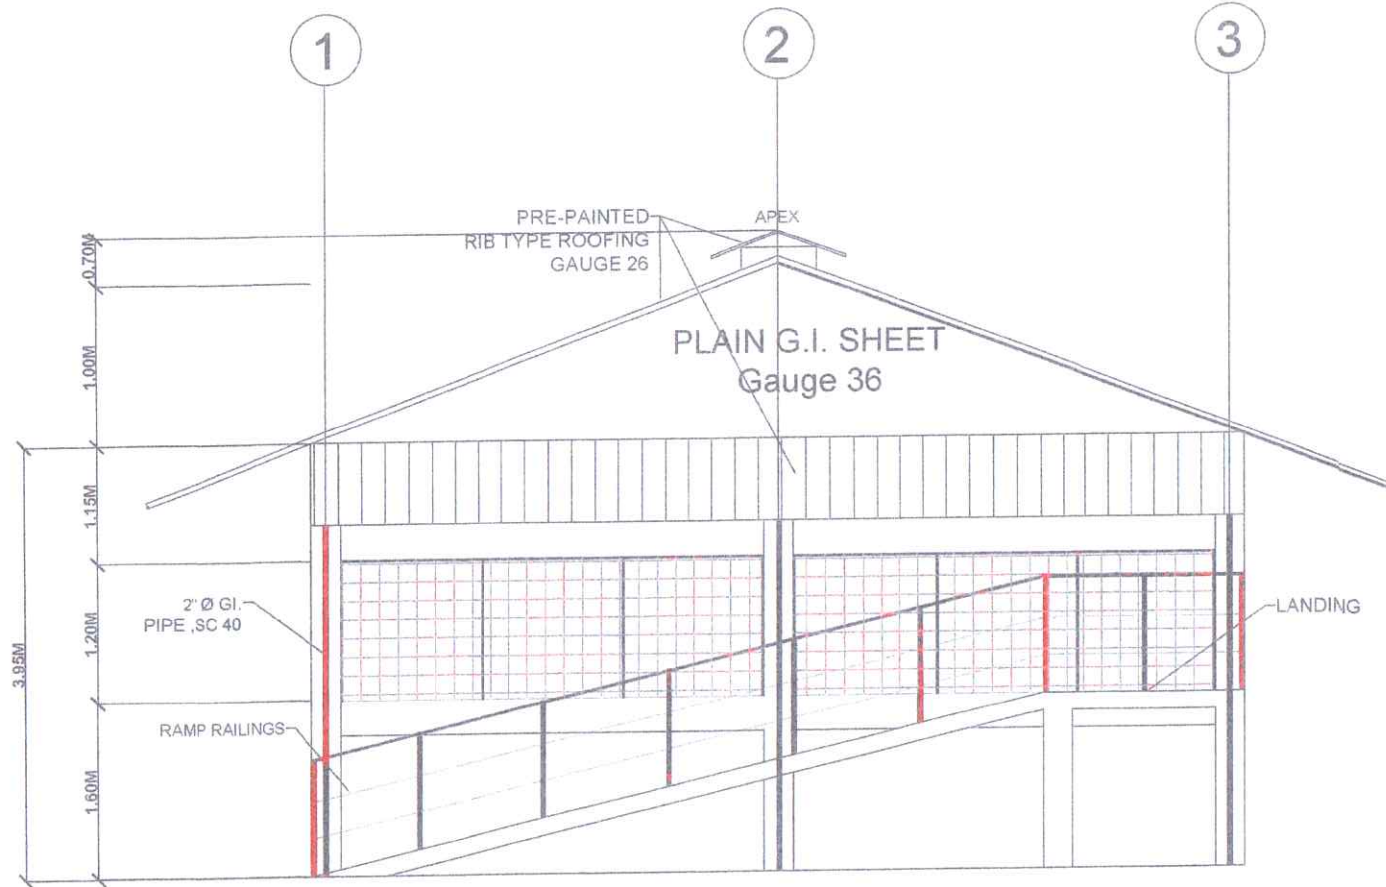 1
2
3
PRE-PAINTED
RIB TYPE ROOFING
GAUGE 26
APEX
0.70M
PLAIN G.I. SHEET
Gauge 36
1.00M
1.15M
2" Ø GI.
PIPE ,SC 40
1.20M
3.95M
LANDING
RAMP RAILINGS
1.60M